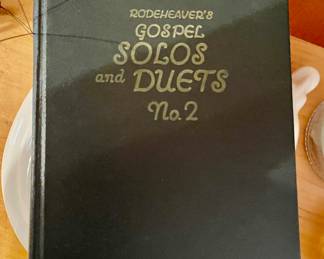 RODEHEAVER'S
GOSPEL
SOLOS
and DUETS
No. 2